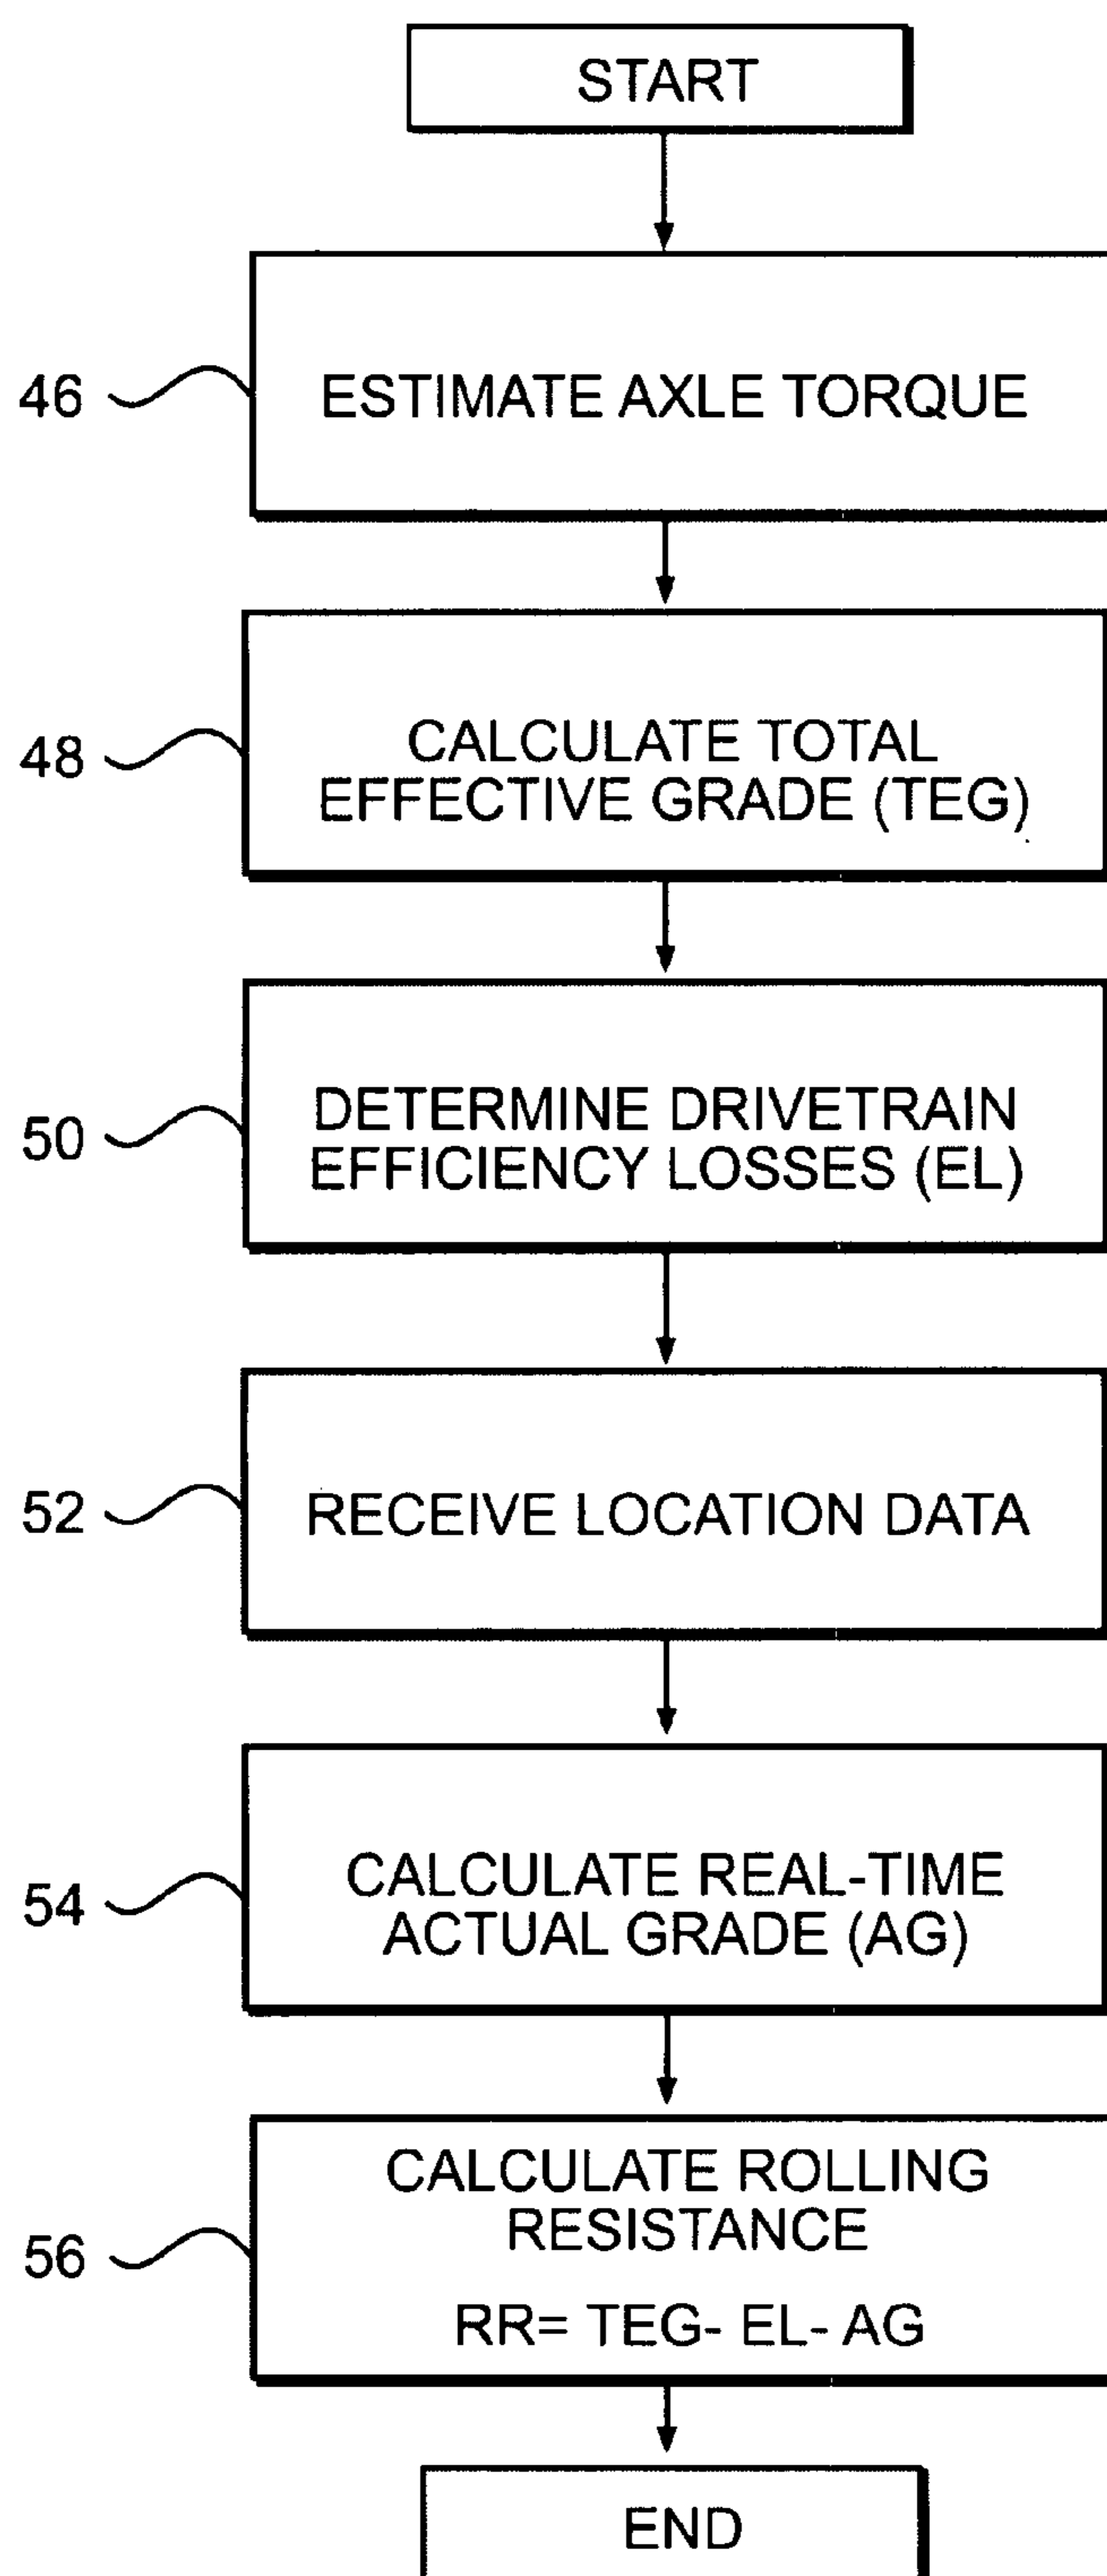 START
46
ESTIMATE AXLE TORQUE
48
CALCULATE TOTAL
EFFECTIVE GRADE (TEG)
50
DETERMINE DRIVETRAIN
EFFICIENCY LOSSES (EL)
52
RECEIVE LOCATION DATA
54
CALCULATE REAL-TIME
ACTUAL GRADE (AG)
56
CALCULATE ROLLING
RESISTANCE
RR= TEG- EL- AG
END